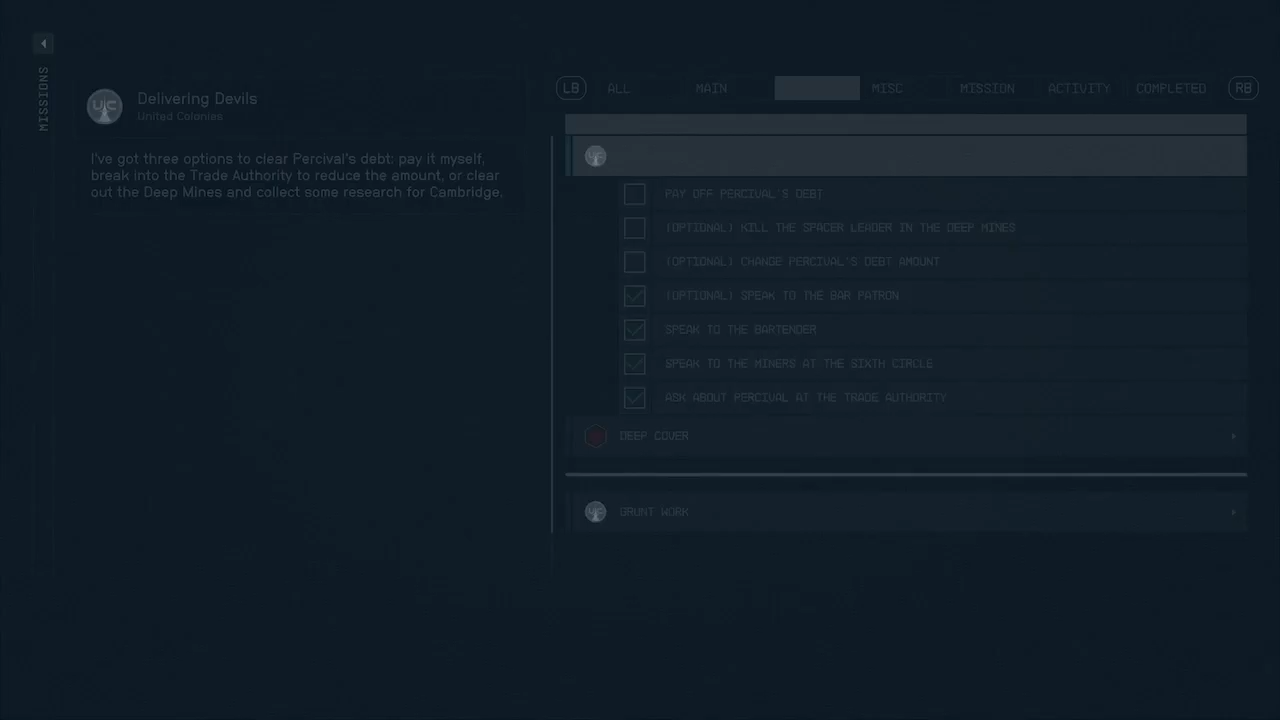 MISSIONS
UC
Delivering Devils
United Colonies
I've got three options to clear Percival's debt: pay it myself,
break into the Trade Authority to reduce the amount, or clear
out the Deep Mines and collect some research for Cambridge.
LB ALL MAIN MISC MISSION ACTIVITY COMPLETED RB
UC
PAY OFF PERCIVAL'S DEBT
(OPTIONAL) KILL THE SPACER LEADER IN THE DEEP MINES
(OPTIONAL) CHANGE PERCIVAL'S DEBT AMOUNT
(OPTIONAL) SPEAK TO THE BAR PATRON
SPEAK TO THE BARTENDER
SPEAK TO THE MINERS AT THE SIXTH CIRCLE
ASK ABOUT PERCIVAL AT THE TRADE AUTHORITY
DEEP COVER
UC GRUNT WORK